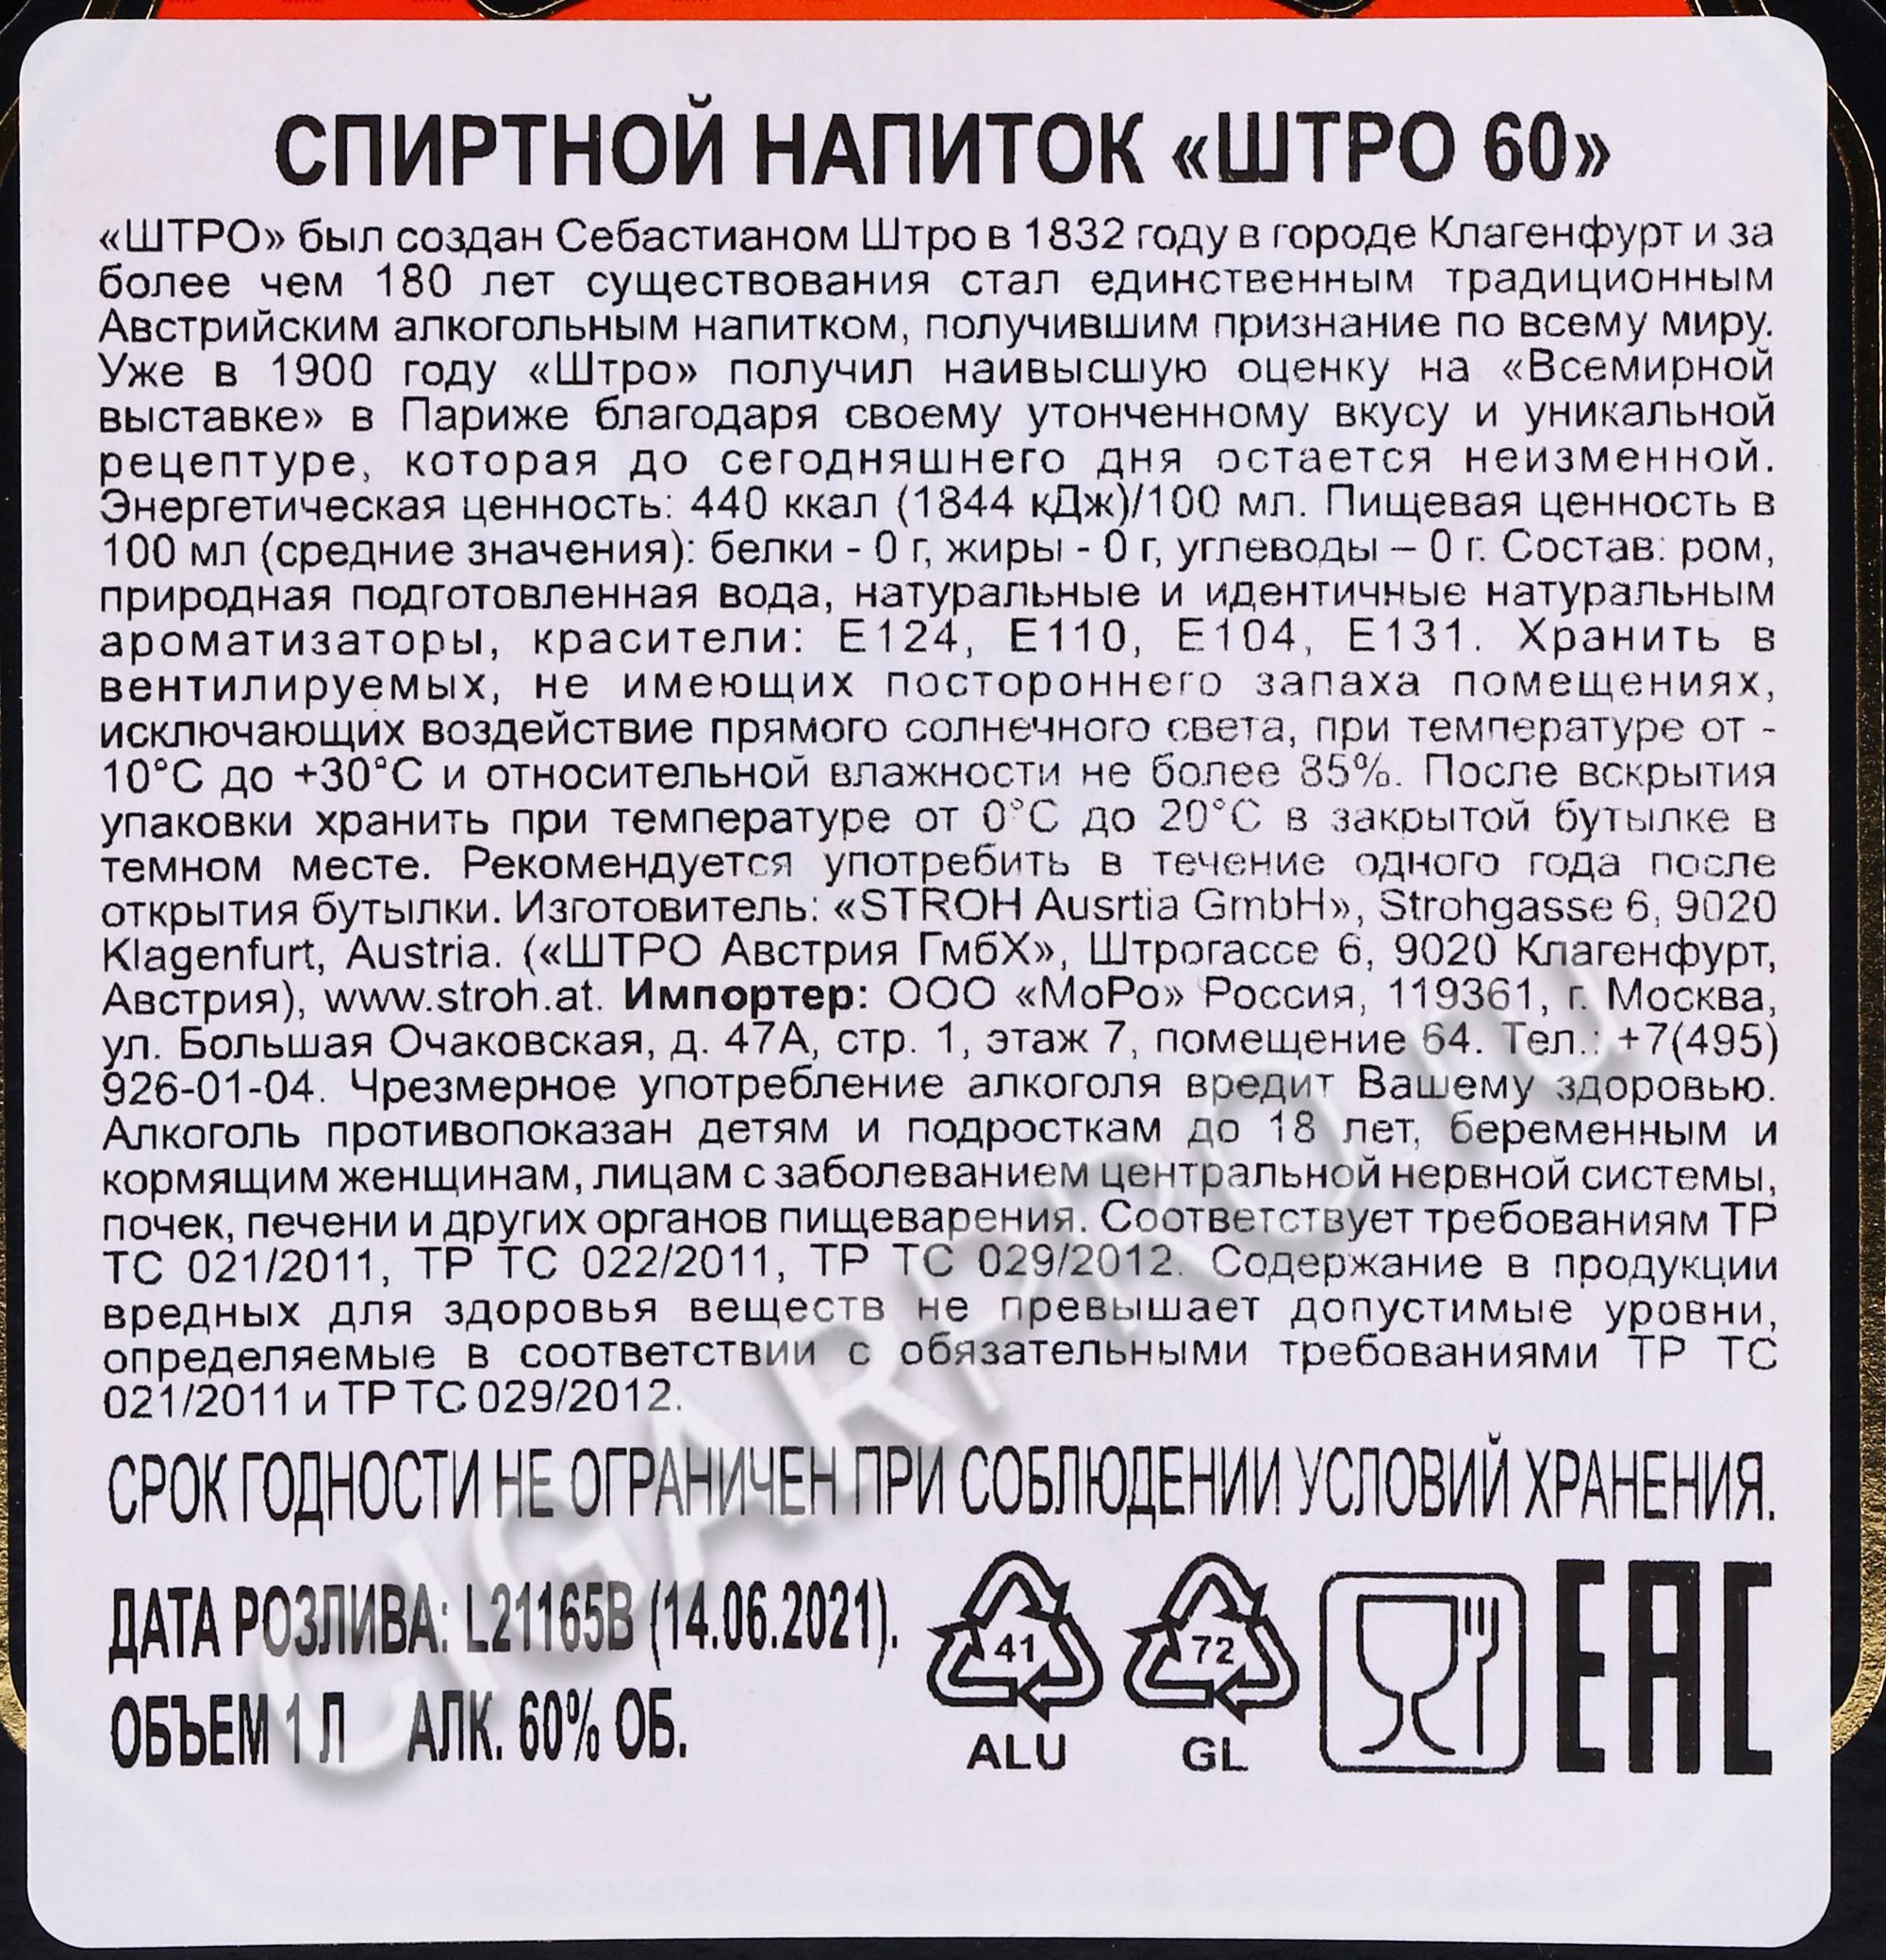 СПИРТНОЙ НАПИТОК «ШТРО 60»
«ШТРО» был создан Себастианом Штро в 1832 году в городе Клагенфурт и за
более чем 180 лет существования стал единственным традиционным
Австрийским алкогольным напитком, получившим признание по всему миру.
Уже в 1900 году «Штро» получил наивысшую оценку на «Всемирной
выставке» в Париже благодаря своему утонченному вкусу и уникальной
рецептуре, которая до сегодняшнего дня остается неизменной.
Энергетическая ценность: 440 ккал (1844 кДж)/100 мл. Пищевая ценность в
100 мл (средние значения): белки - 0 г, жиры - 0 г, углеводы – 0 г. Состав: ром,
природная подготовленная вода, натуральные и идентичные натуральным
ароматизаторы, красители: Е124, Е110, Е104, Е131. Хранить в
вентилируемых, не имеющих постороннего запаха помещениях,
исключающих воздействие прямого солнечного света, при температуре от -
10°С до +30°С и относительной влажности не более 85%. После вскрытия
упаковки хранить при температуре от 0°С до 20°С в закрытой бутылке в
темном месте. Рекомендуется употребить в течение одного года после
открытия бутылки. Изготовитель: «STROH Ausrtia GmbH», Strohgasse 6, 9020
Klagenfurt, Austria. («ШТРО Австрия ГмбХ», Штрогассе 6, 9020 Клагенфурт,
Австрия), www.stroh.at. Импортер: ООО «МоРо» Россия, 119361, г. Москва,
ул. Большая Очаковская, д. 47А, стр. 1, этаж 7, помещение 64. Тел.: +7(495)
926-01-04. Чрезмерное употребление алкоголя вредит Вашему здоровью.
Алкоголь противопоказан детям и подросткам до 18 лет, беременным и
кормящим женщинам, лицам с заболеванием центральной нервной системы,
почек, печени и других органов пищеварения. Соответствует требованиям ТР
ТС 021/2011, ТР ТС 022/2011, ТР ТС 029/2012. Содержание в продукции
вредных для здоровья веществ не превышает допустимые уровни,
определяемые в соответствии с обязательными требованиями ТР ТС
021/2011 и ТР ТС 029/2012.
СРОК ГОДНОСТИ НЕ ОГРАНИЧЕН ПРИ СОБЛЮДЕНИИ УСЛОВИЙ ХРАНЕНИЯ.
ДАТА РОЗЛИВА: L21165B (14.06.2021).
ОБЪЕМ 1 Л АЛК. 60% ОБ.
41
ALU
72
GL
EAC
CIGARPRO.ru